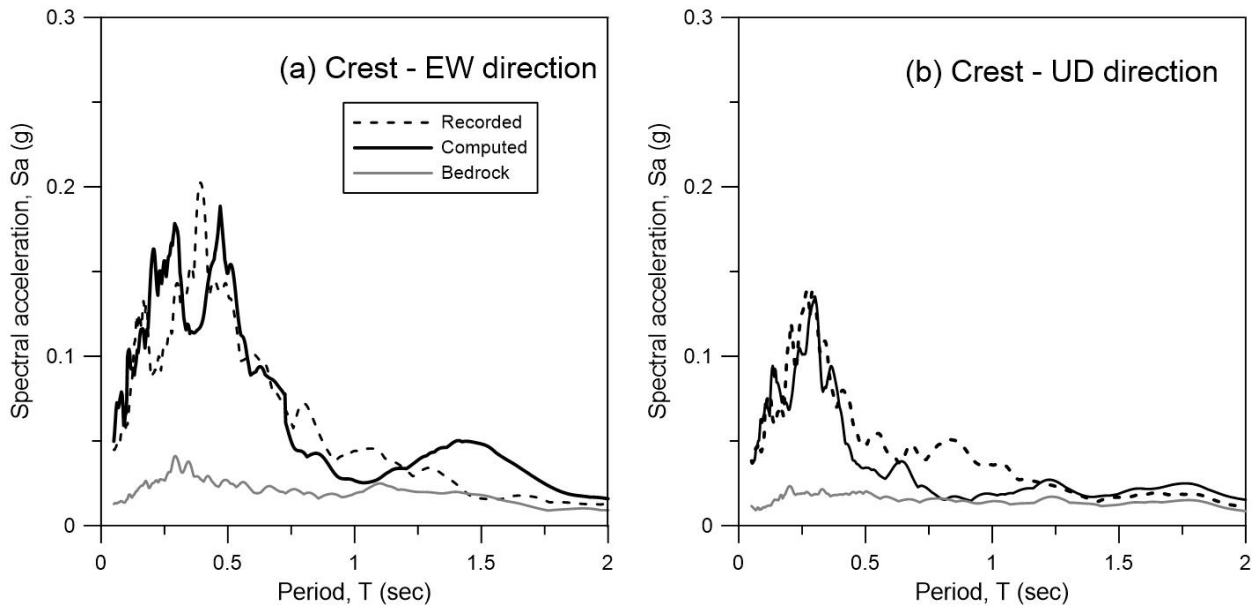 0.3
0.2
0.1
0
Spectral acceleration, Sa (g)
(a) Crest - EW direction
Recorded
Computed
Bedrock
0 0.5 1 1.5 2
Period, T (sec)
0.3
0.2
0.1
0
Spectral acceleration, Sa (g)
(b) Crest - UD direction
0 0.5 1 1.5 2
Period, T (sec)